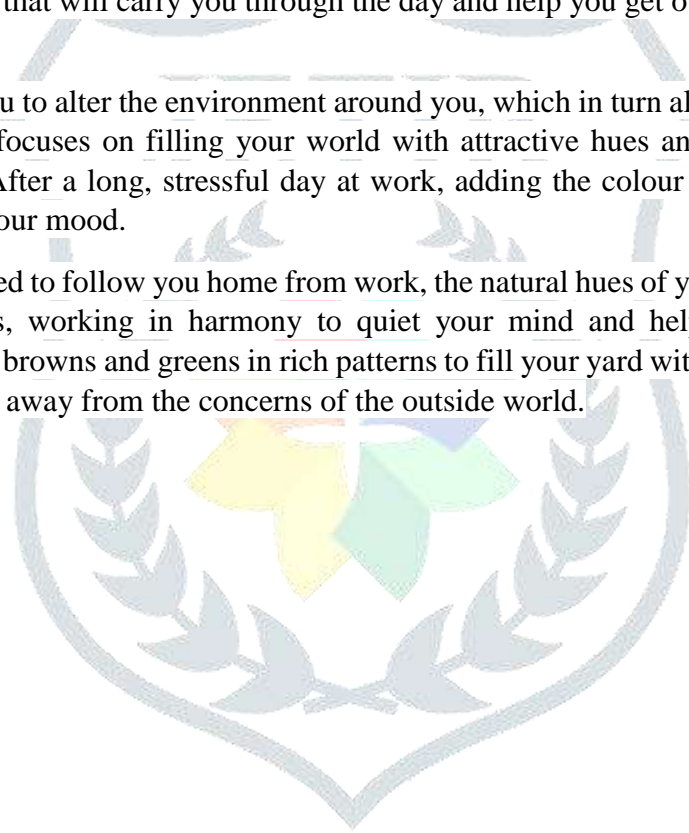 that will carry you through the day and help you get o
u to alter the environment around you, which in turn al
focuses on filling your world with attractive hues an
After a long, stressful day at work, adding the colour
our mood.
ed to follow you home from work, the natural hues of y
s, working in harmony to quiet your mind and hel
browns and greens in rich patterns to fill your yard wit
away from the concerns of the outside world.